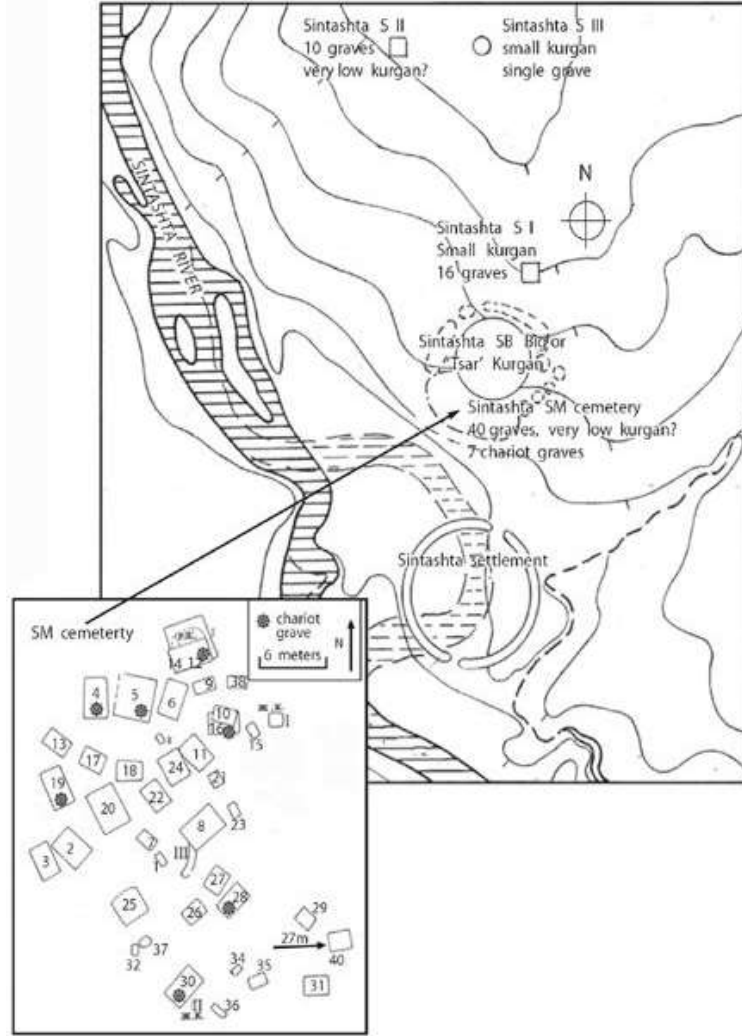 Sintashta S II
10 graves
very low kurgan?
Sintashta S III
small kurgan
single grave
N
SINTASHTA RIVER
Sintashta S I
Small kurgan
16 graves
Sintashta SB Big or
'Tsar' Kurgan
Sintashta SM cemetery
40 graves, very low kurgan?
7 chariot graves
Sintashta settlement
SM cemeterty
chariot
grave
6 meters
N
14 12
4
5
6
9
38
10
16
15
I
13
17
18
24
11
19
20
22
8
23
3
2
III
27
28
25
26
29
27m
40
32
37
34
35
31
30
II
36